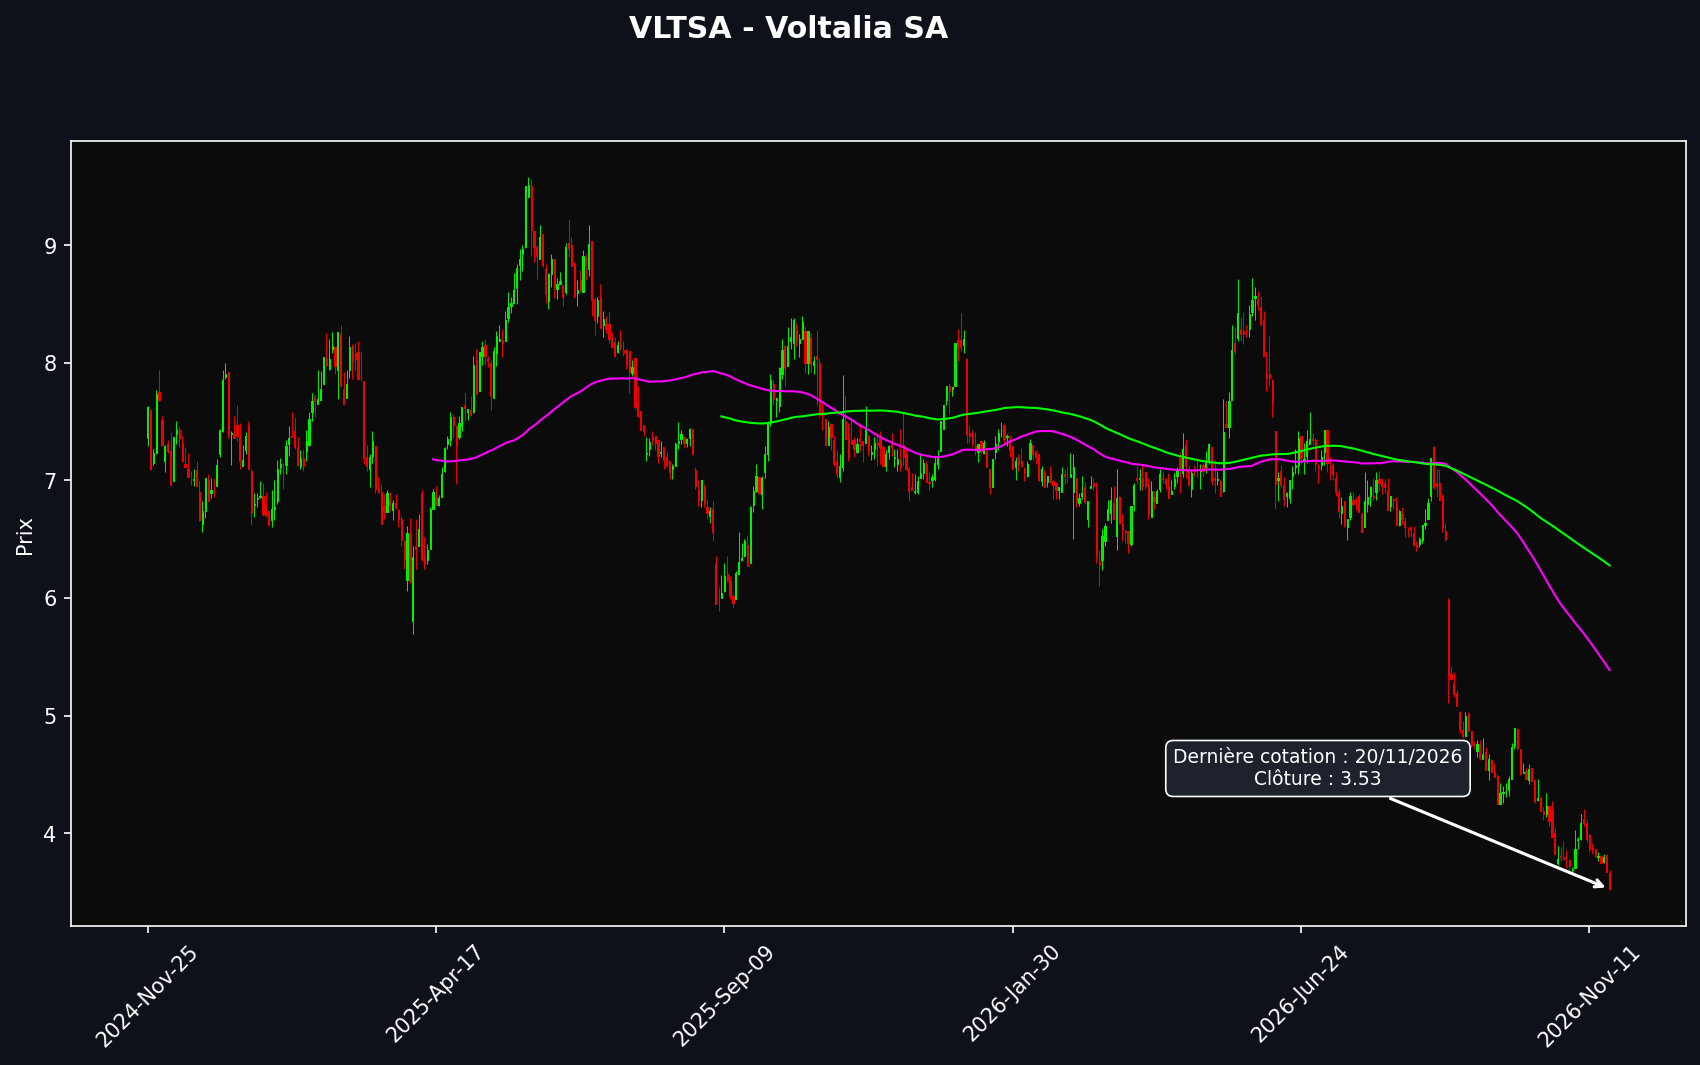 VLTSA - Voltalia SA
Prix
9
8
7
6
5
4
Dernière cotation : 20/11/2026
Clôture : 3.53
2024-Nov-25
2025-Apr-17
2025-Sep-09
2026-Jan-30
2026-Jun-24
2026-Nov-11